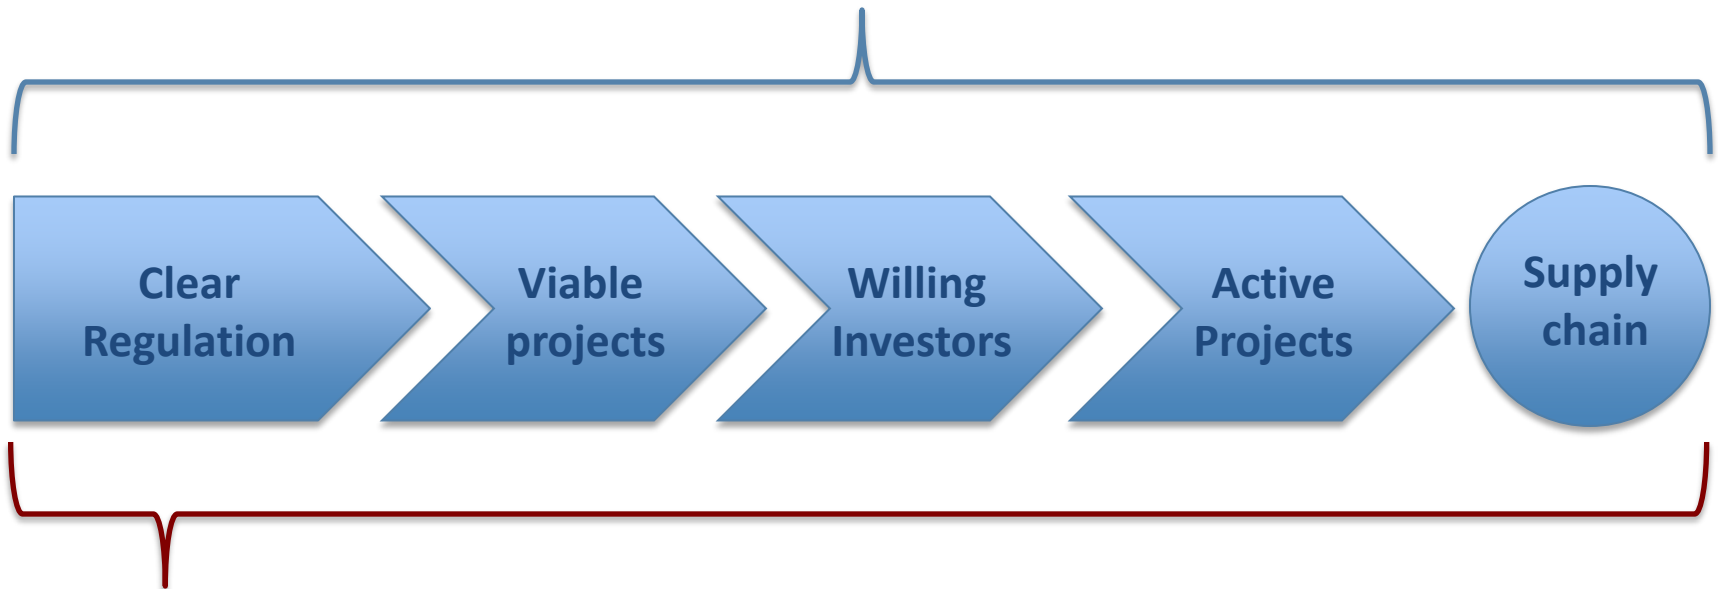 Clear
Regulation
Viable
projects
Willing
Investors
Active
Projects
Supply
chain